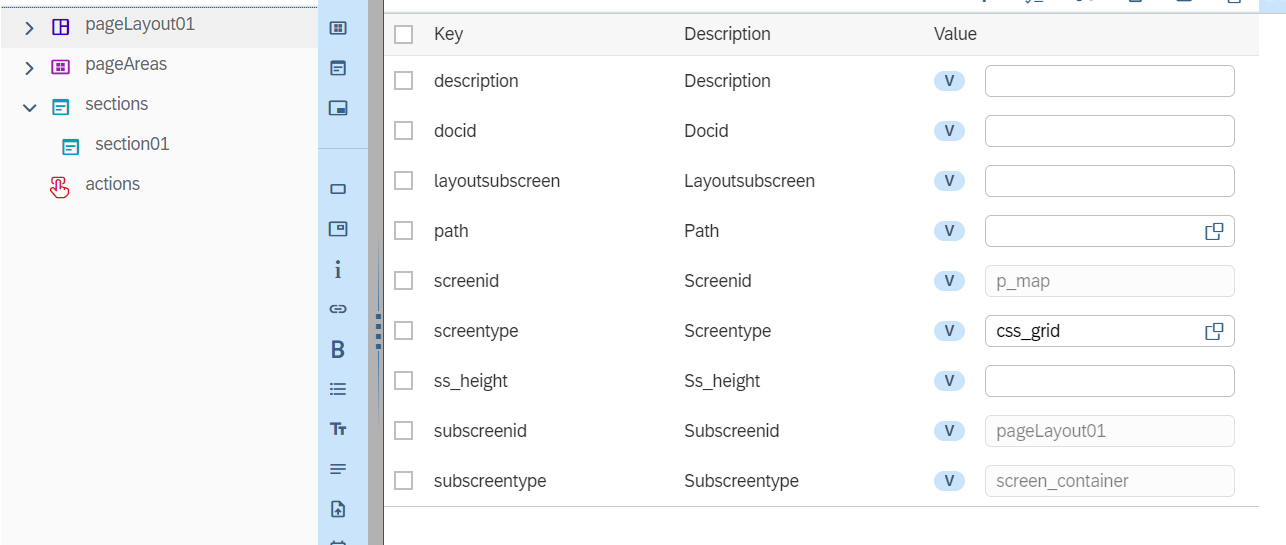 pageLayout01
pageAreas
sections
section01
actions
i
B
Tт
Key Description Value
description Description V
docid Docid V
layoutsubscreen Layoutsubscreen V
path Path V
screenid Screenid V p_map
screentype Screentype V css_grid
ss_height Ss_height V
subscreenid Subscreenid V pageLayout01
subscreentype Subscreentype V screen_container